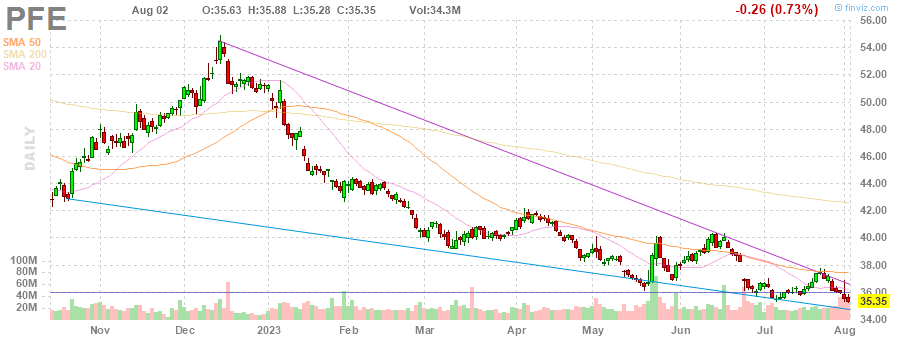 PFE Aug 02 O:35.63 H:35.88 L:35.28 C:35.35 Vol:34.3M -0.26 (0.73%) © finviz.com
SMA 50
SMA 200
SMA 20
DAILY
56.00
54.00
52.00
50.00
48.00
46.00
44.00
42.00
40.00
38.00
36.00
35.35
34.00
100M
80M
60M
40M
20M
Nov Dec 2023 Feb Mar Apr May Jun Jul Aug